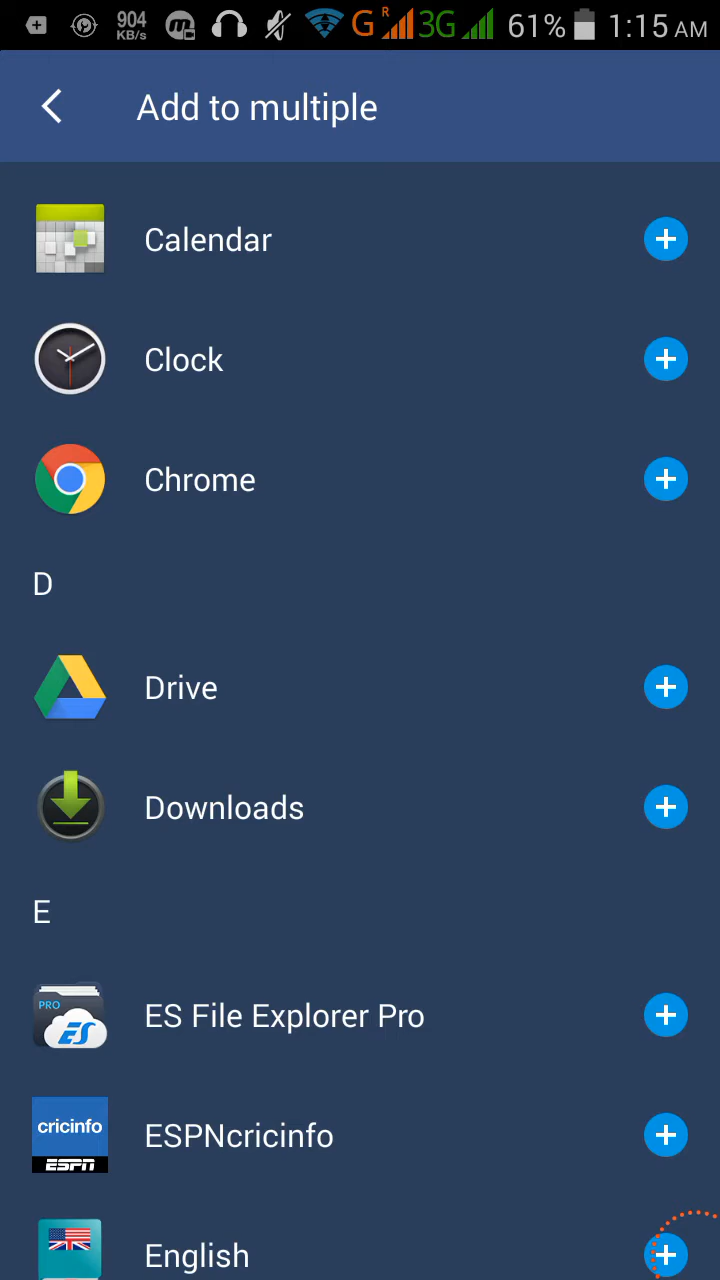 904
KB/s
G R 3G 61% 1:15 AM
Add to multiple
Calendar
Clock
Chrome
D
Drive
Downloads
E
PRO
ES
ES File Explorer Pro
cricinfo
ESPN
ESPNcricinfo
English